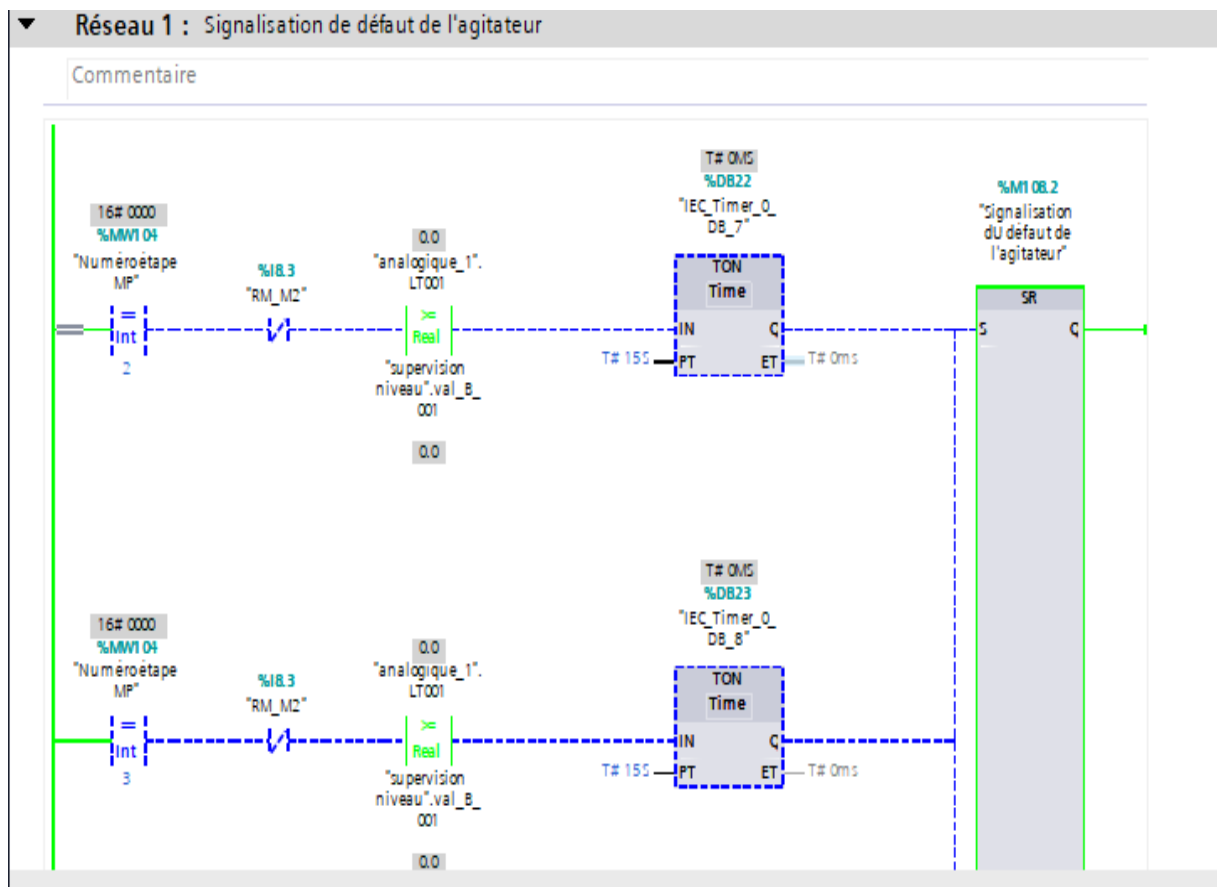 Réseau 1 : Signalisation de défaut de l'agitateur
Commentaire
T# 0MS
%DB22
"IEC_Timer_0_
DB_7"
TON
Time
IN Q
T# 15S PT ET T# 0ms
16# 0000
%MW104
"Numéroétape
MP"
=
Int
2
%I8.3
"RM_M2"
0.0
"analogique_1".
LT001
>=
Real
"supervision
niveau".val_B_
001
0.0
%M108.2
"Signalisation
dU défaut de
l'agitateur"
SR
S Q
T# 0MS
%DB23
"IEC_Timer_0_
DB_8"
TON
Time
IN Q
T# 15S PT ET T# 0ms
16# 0000
%MW104
"Numéroétape
MP"
=
Int
3
%I8.3
"RM_M2"
0.0
"analogique_1".
LT001
>=
Real
"supervision
niveau".val_B_
001
0.0